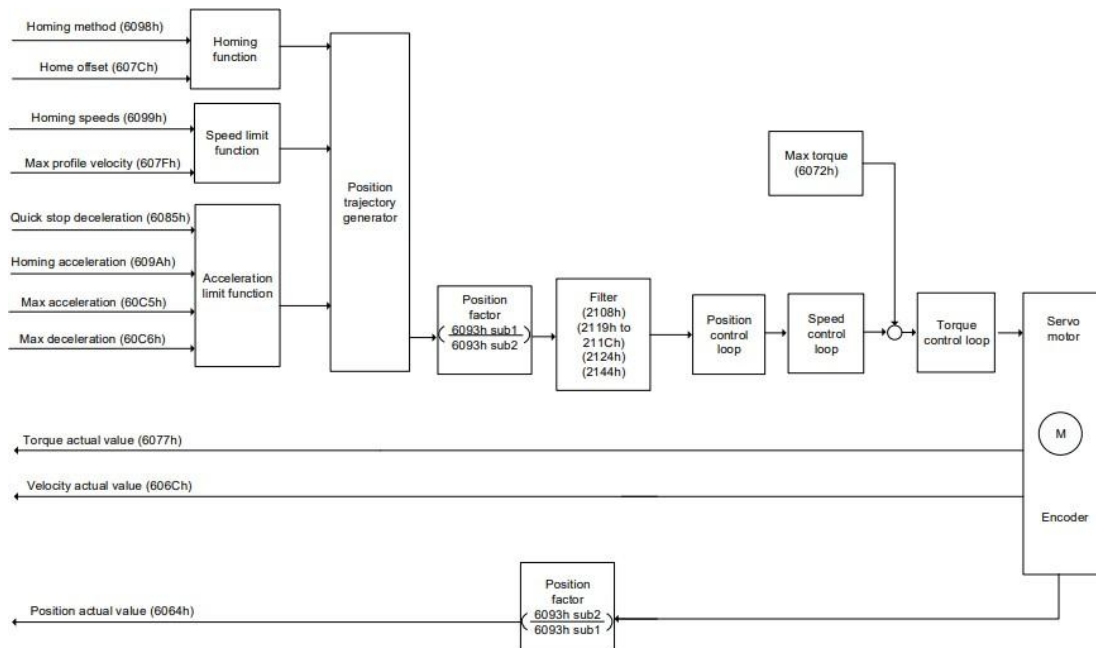 Homing method (6098h)
Home offset (607Ch)
Homing
function
Homing speeds (6099h)
Max profile velocity (607Fh)
Speed limit
function
Quick stop deceleration (6085h)
Homing acceleration (609Ah)
Max acceleration (60C5h)
Max deceleration (60C6h)
Acceleration
limit function
Position
trajectory
generator
Position
factor
( 6093h sub1 )
6093h sub2
Filter
(2108h)
(2119h to
211Ch)
(2124h)
(2144h)
Position
control
loop
Speed
control
loop
Max torque
(6072h)
Torque
control loop
Servo
motor
M
Encoder
Torque actual value (6077h)
Velocity actual value (606Ch)
Position actual value (6064h)
Position
factor
( 6093h sub2 )
6093h sub1